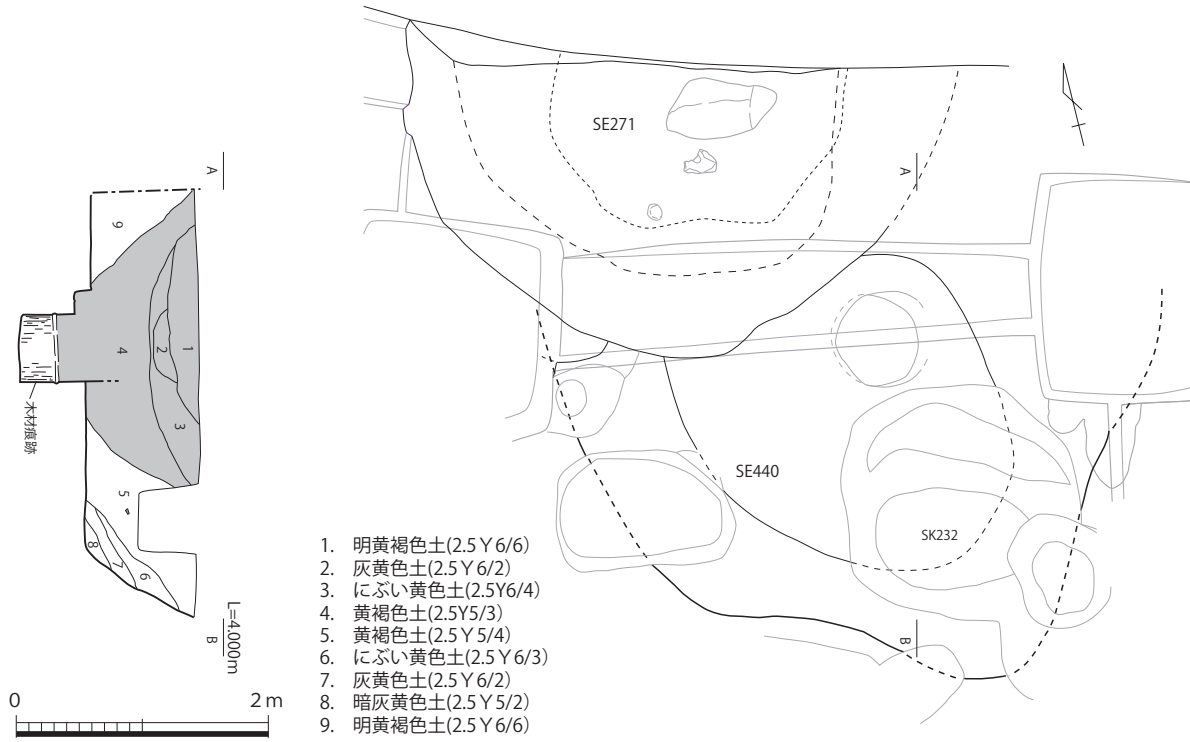 SE271
A
A
9
4
2
1
3
木材痕跡
5
8
7
6
SE440
SK232
L=4.000m
B
B
1. 明黄褐色土(2.5Ｙ6/6)
2. 灰黄色土(2.5Ｙ6/2)
3. にぶい黄色土(2.5Y6/4)
4. 黄褐色土(2.5Y5/3)
5. 黄褐色土(2.5Ｙ5/4)
6. にぶい黄色土(2.5Ｙ6/3)
7. 灰黄色土(2.5Ｙ6/2)
8. 暗灰黄色土(2.5Ｙ5/2)
9. 明黄褐色土(2.5Ｙ6/6)
0 2m